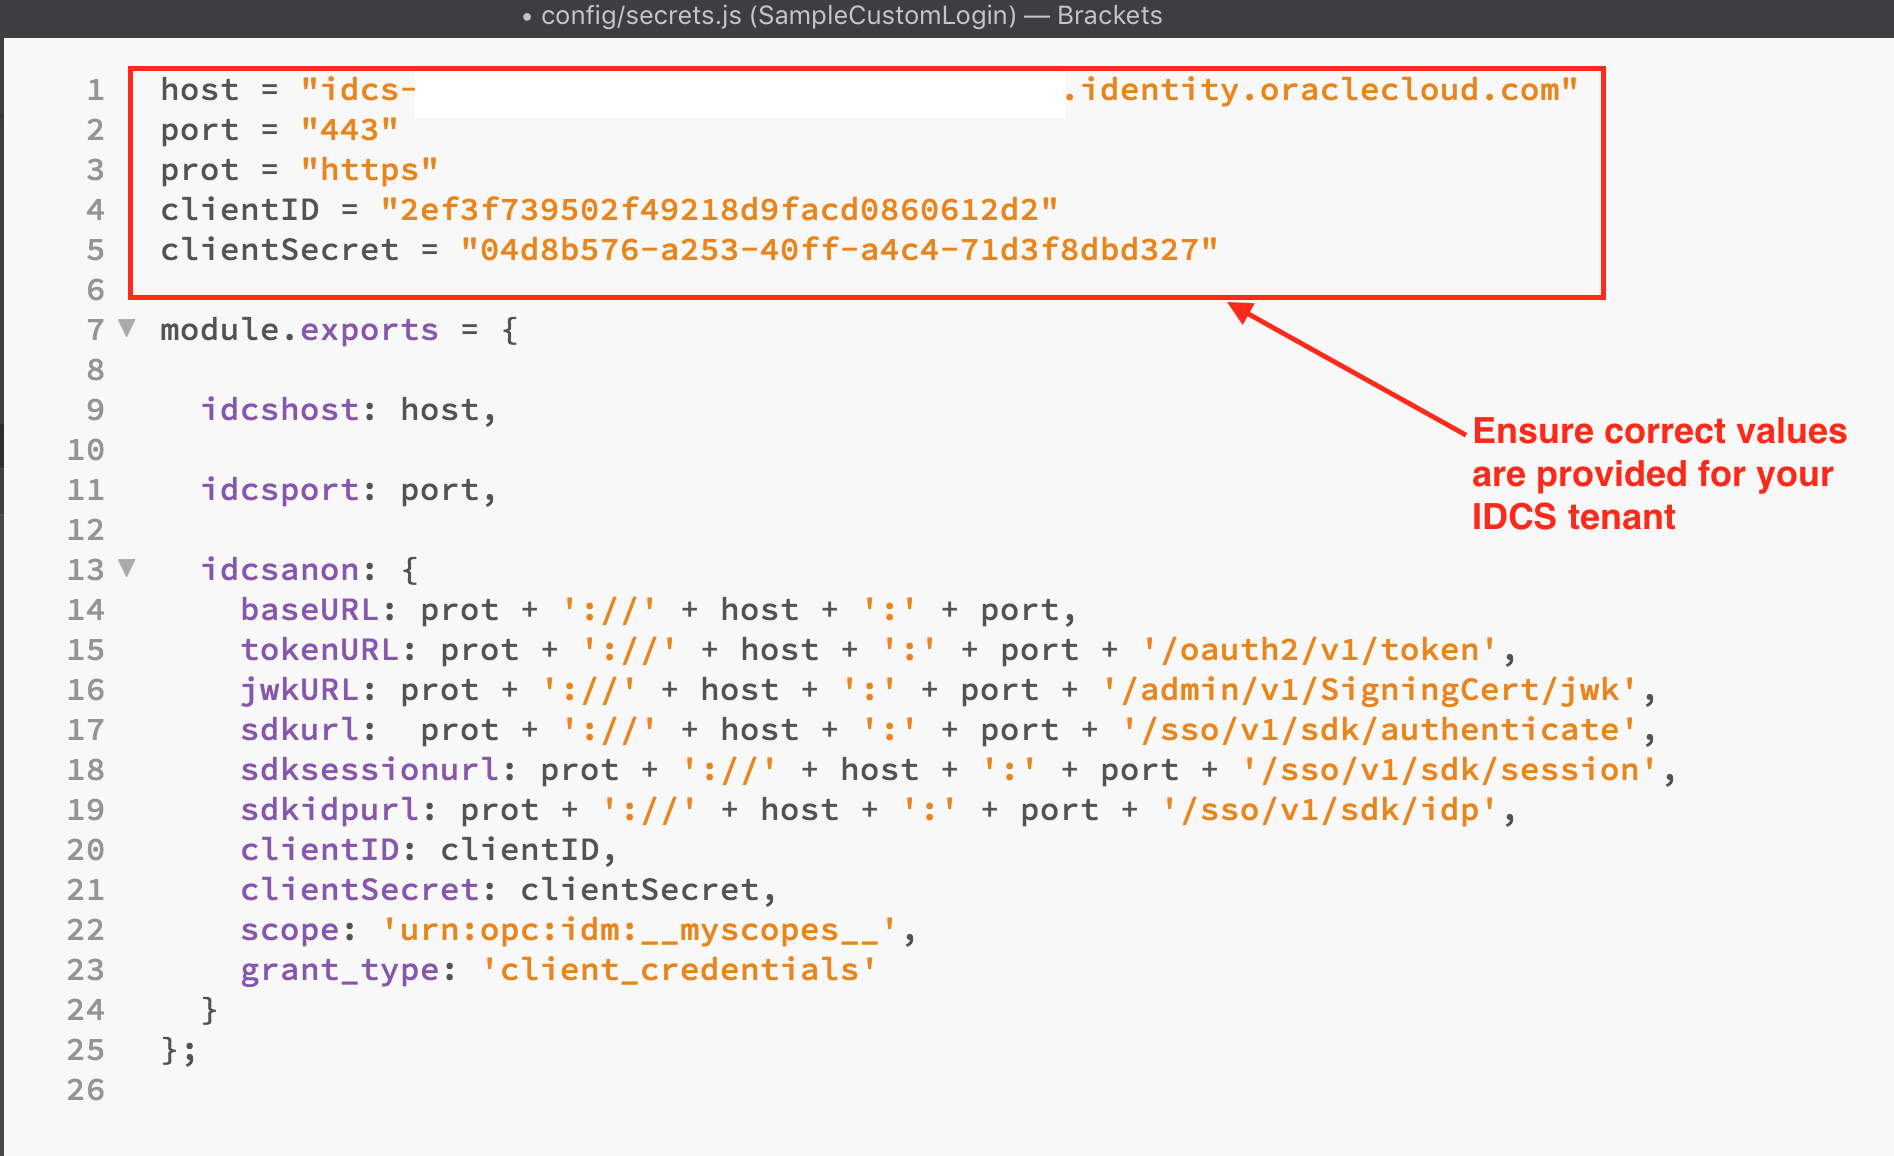 • config/secrets.js (SampleCustomLogin) — Brackets
1 host = "idcs- .identity.oraclecloud.com"
2 port = "443"
3 prot = "https"
4 clientID = "2ef3f739502f49218d9facd0860612d2"
5 clientSecret = "04d8b576-a253-40ff-a4c4-71d3f8dbd327"
6
7 ▼ module.exports = {
8
9 idcshost: host,
10
11 idcsport: port,
12
13 ▼ idcsanon: {
14 baseURL: prot + '://' + host + ':' + port,
15 tokenURL: prot + '://' + host + ':' + port + '/oauth2/v1/token',
16 jwkURL: prot + '://' + host + ':' + port + '/admin/v1/SigningCert/jwk',
17 sdkurl:  prot + '://' + host + ':' + port + '/sso/v1/sdk/authenticate',
18 sdksessionurl: prot + '://' + host + ':' + port + '/sso/v1/sdk/session',
19 sdkidpurl: prot + '://' + host + ':' + port + '/sso/v1/sdk/idp',
20 clientID: clientID,
21 clientSecret: clientSecret,
22 scope: 'urn:opc:idm:__myscopes__',
23 grant_type: 'client_credentials'
24 }
25 };
26
Ensure correct values
are provided for your
IDCS tenant